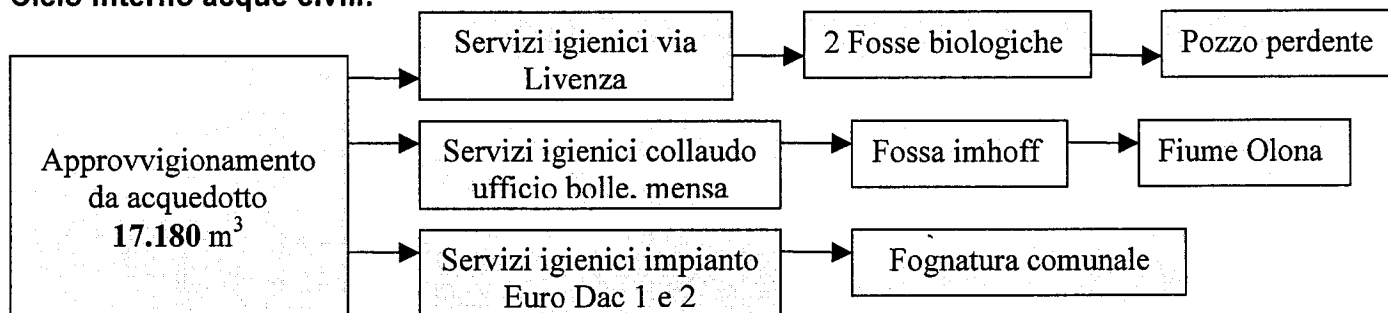 Ciclo interno acque civili:
Approvvigionamento
da acquedotto
17.180 m³
Servizi igienici via
Livenza
2 Fosse biologiche
Pozzo perdente
Servizi igienici collaudo
ufficio bolle. mensa
Fossa imhoff
Fiume Olona
Servizi igienici impianto
Euro Dac 1 e 2
Fognatura comunale